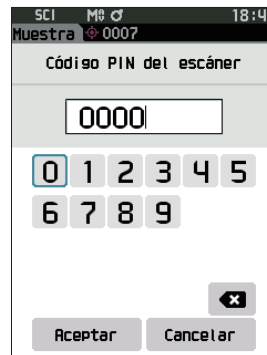 SCI M 18:4
Muestra 0007
Código PIN del escáner
0000
0 1 2 3 4 5
6 7 8 9
Aceptar Cancelar